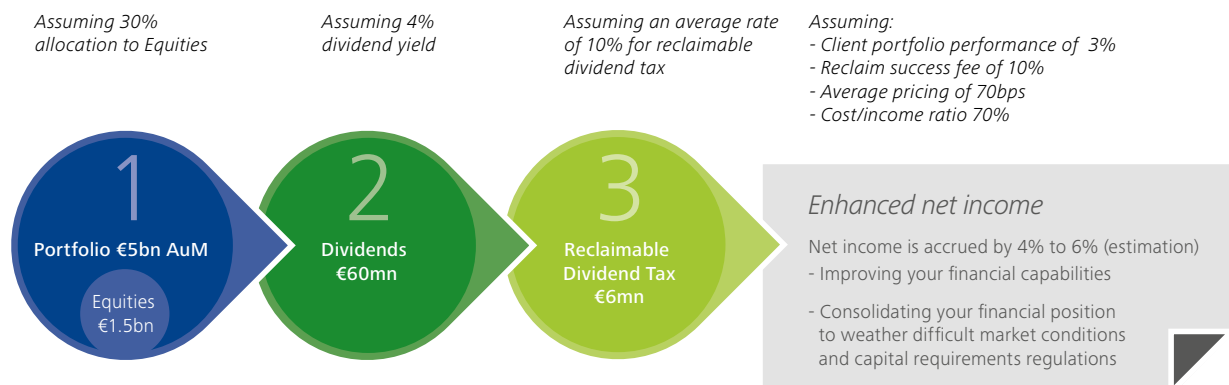 Assuming 30%
allocation to Equities
Assuming 4%
dividend yield
Assuming an average rate
of 10% for reclaimable
dividend tax
Assuming:
- Client portfolio performance of 3%
- Reclaim success fee of 10%
- Average pricing of 70bps
- Cost/income ratio 70%
1
Portfolio €5bn AuM
Equities
€1.5bn
2
Dividends
€60mn
3
Reclaimable
Dividend Tax
€6mn
Enhanced net income
Net income is accrued by 4% to 6% (estimation)
- Improving your financial capabilities
- Consolidating your financial position
to weather difficult market conditions
and capital requirements regulations